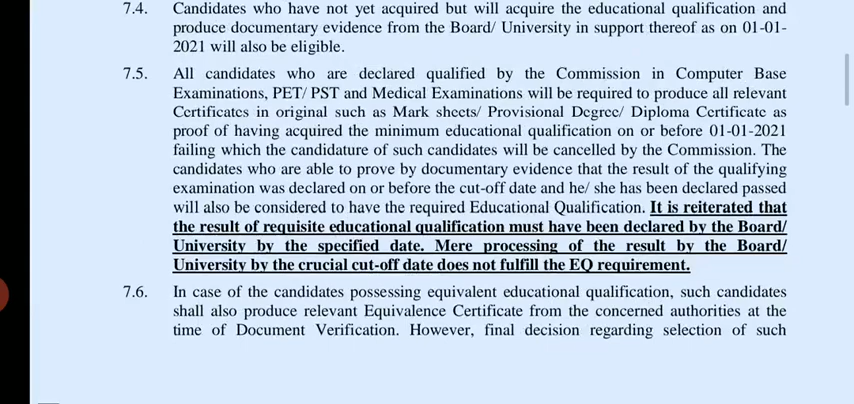 7.4. Candidates who have not yet acquired but will acquire the educational qualification and
produce documentary evidence from the Board/ University in support thereof as on 01-01-
2021 will also be eligible.
7.5. All candidates who are declared qualified by the Commission in Computer Base
Examinations, PET/ PST and Medical Examinations will be required to produce all relevant
Certificates in original such as Mark sheets/ Provisional Degree/ Diploma Certificate as
proof of having acquired the minimum educational qualification on or before 01-01-2021
failing which the candidature of such candidates will be cancelled by the Commission. The
candidates who are able to prove by documentary evidence that the result of the qualifying
examination was declared on or before the cut-off date and he/ she has been declared passed
will also be considered to have the required Educational Qualification. It is reiterated that
the result of requisite educational qualification must have been declared by the Board/
University by the specified date. Mere processing of the result by the Board/
University by the crucial cut-off date does not fulfill the EQ requirement.
7.6. In case of the candidates possessing equivalent educational qualification, such candidates
shall also produce relevant Equivalence Certificate from the concerned authorities at the
time of Document Verification. However, final decision regarding selection of such